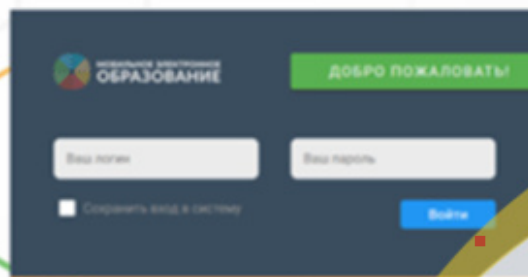 МОБИЛЬНОЕ ЭЛЕКТРОННОЕ
ОБРАЗОВАНИЕ
ДОБРО ПОЖАЛОВАТЬ!
Ваш логин
Ваш пароль
Сохранить вход в систему
Войти